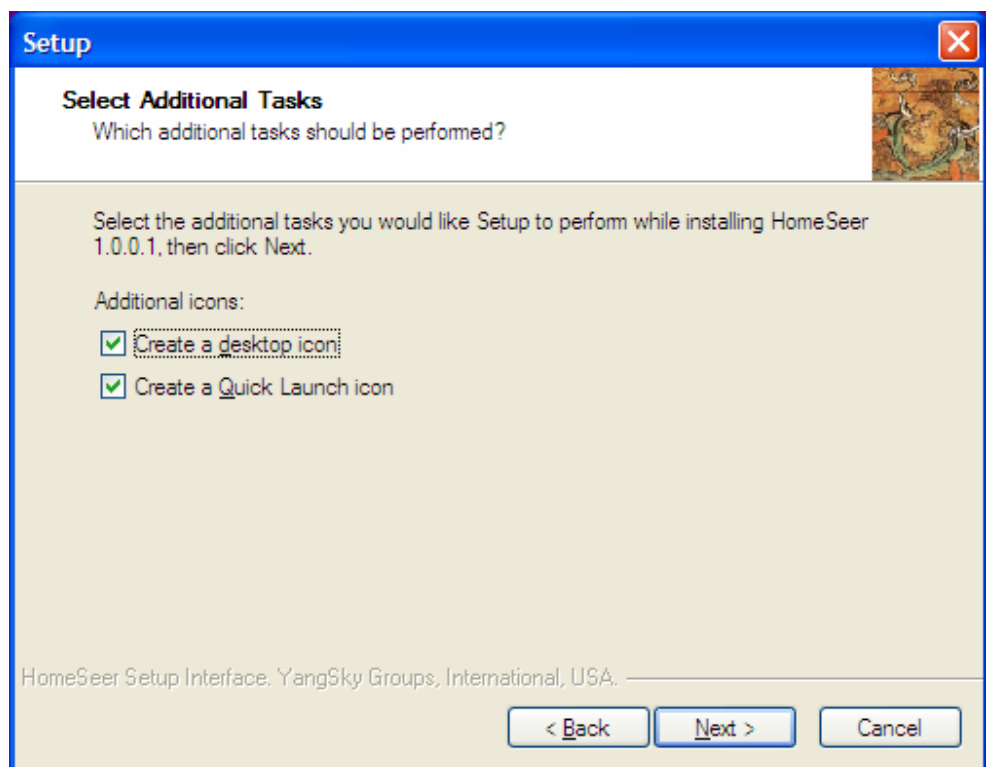 Setup
Select Additional Tasks
Which additional tasks should be performed?
Select the additional tasks you would like Setup to perform while installing HomeSeer
1.0.0.1, then click Next.
Additional icons:
Create a desktop icon
Create a Quick Launch icon
HomeSeer Setup Interface. YangSky Groups, International, USA.
< Back Next > Cancel